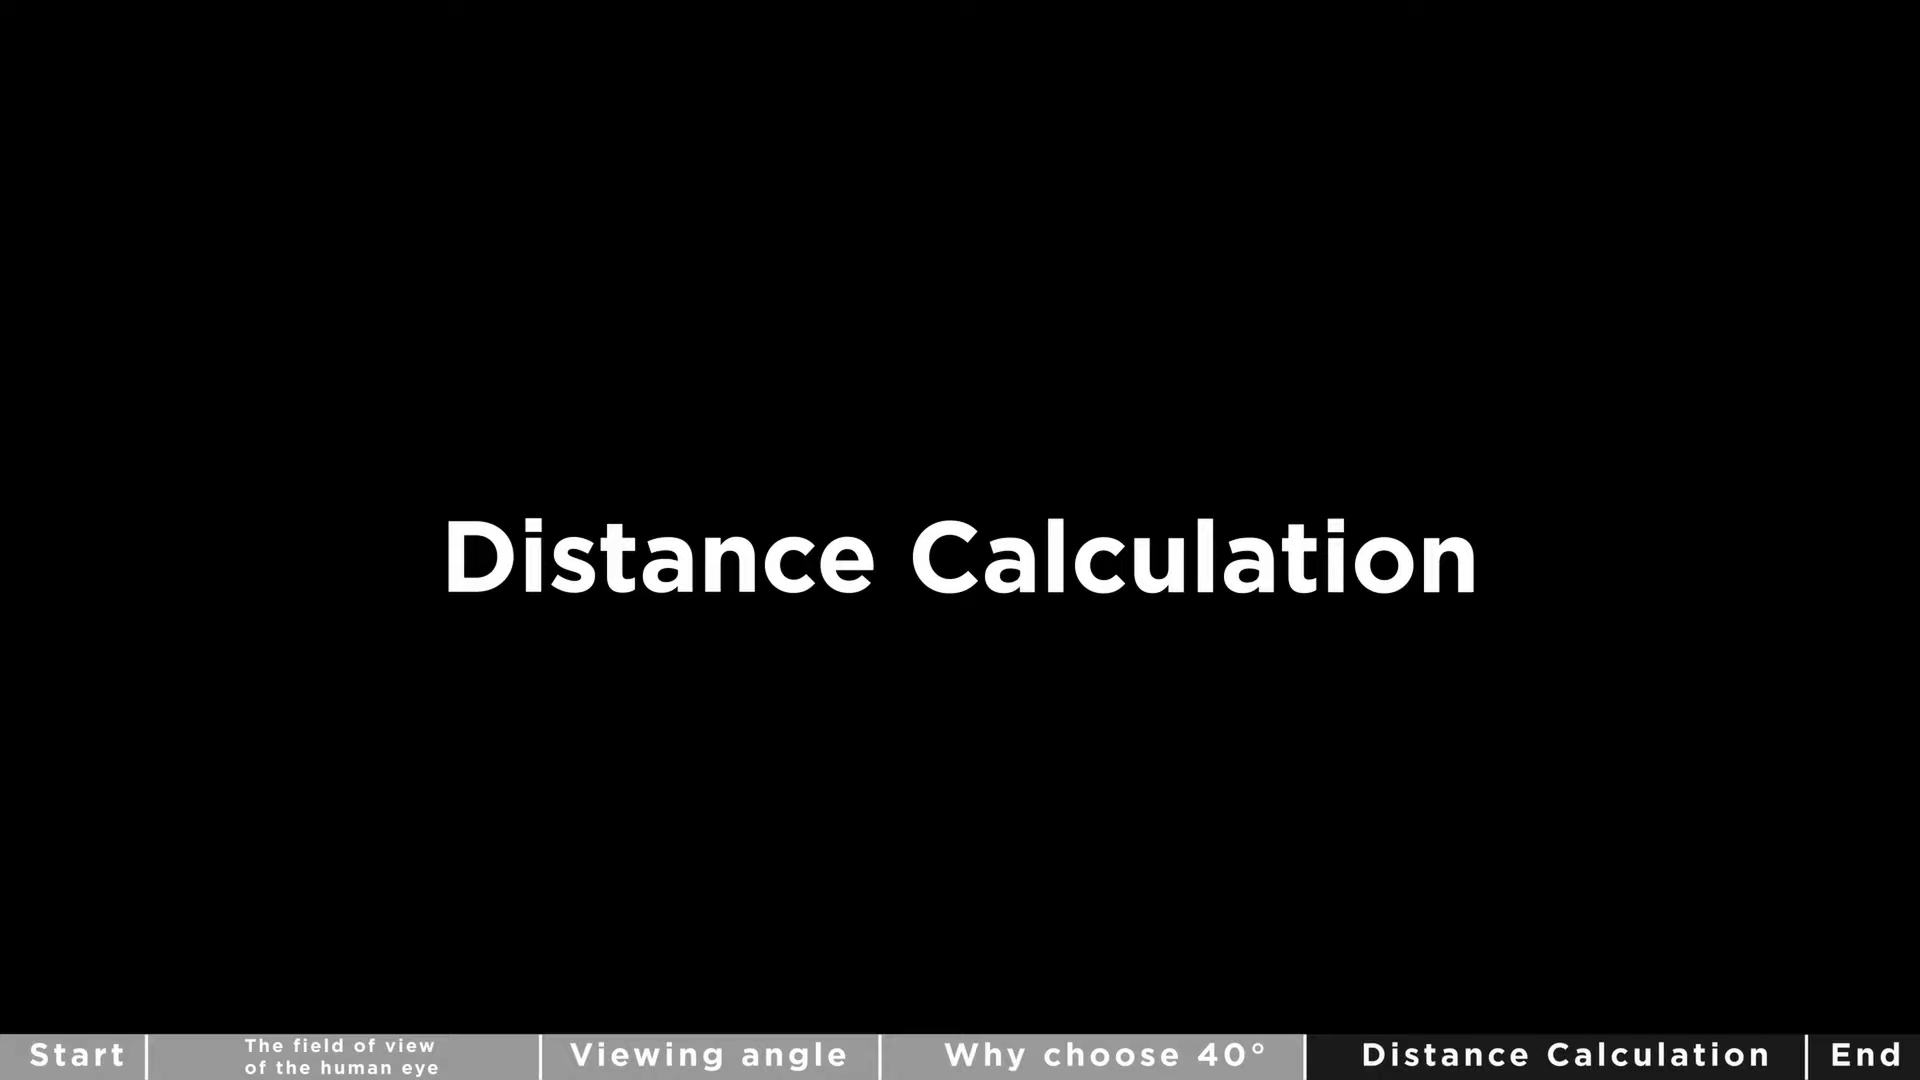 Distance Calculation
Start
The field of view
of the human eye
Viewing angle
Why choose 40°
Distance Calculation
End